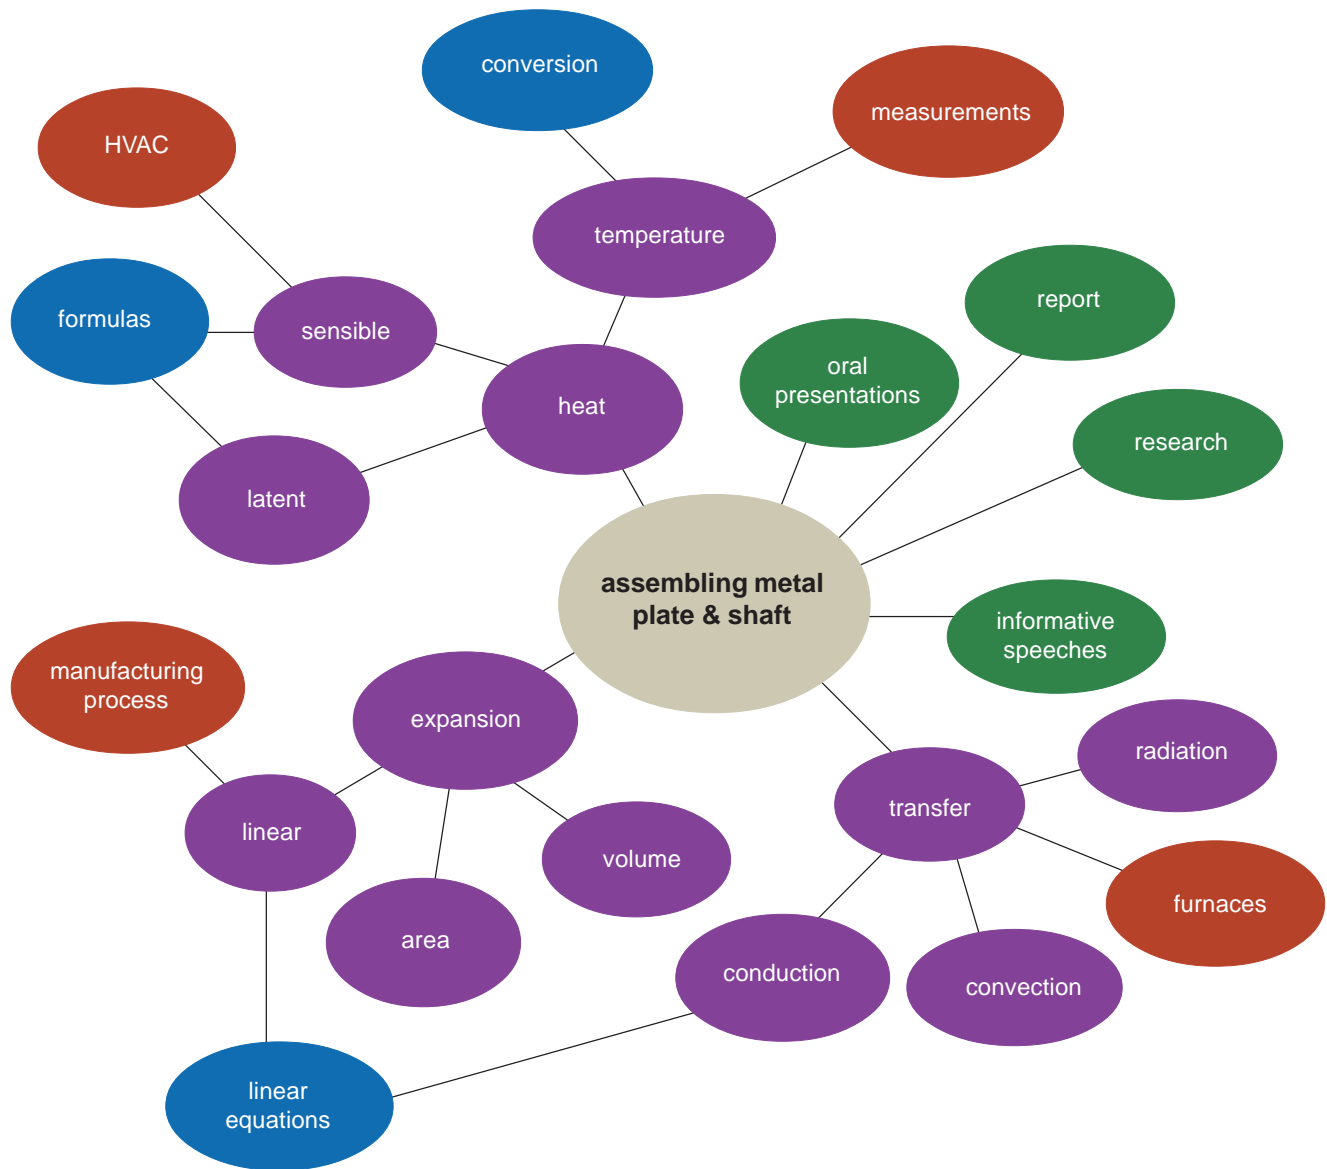 conversion
measurements
HVAC
temperature
report
formulas
sensible
oral
presentations
heat
research
latent
assembling metal
plate & shaft
informative
speeches
manufacturing
process
expansion
radiation
transfer
linear
volume
furnaces
area
conduction
convection
linear
equations